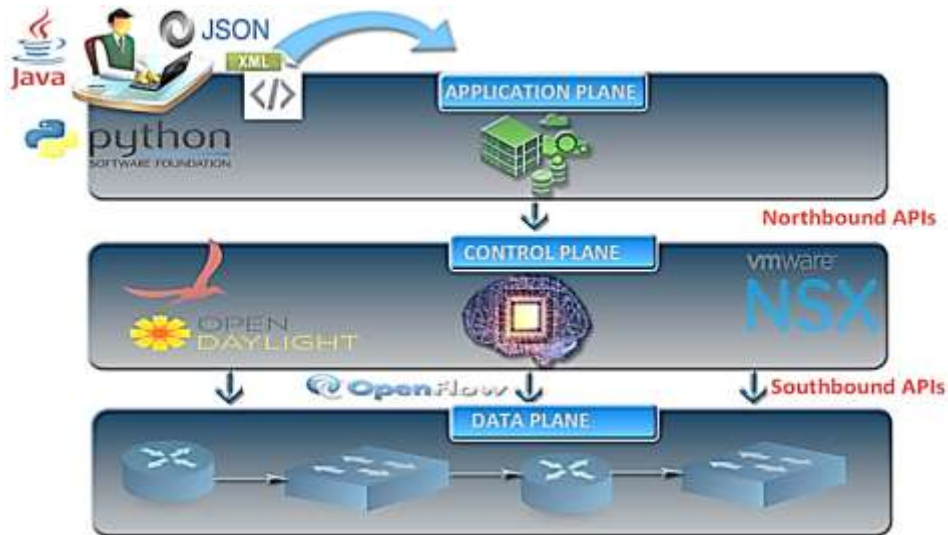 JSON
Java
XML
</>
APPLICATION PLANE
python
SOFTWARE FOUNDATION
Northbound APIs
CONTROL PLANE
vmware
NSX
OPEN
DAYLIGHT
OpenFlow
Southbound APIs
DATA PLANE